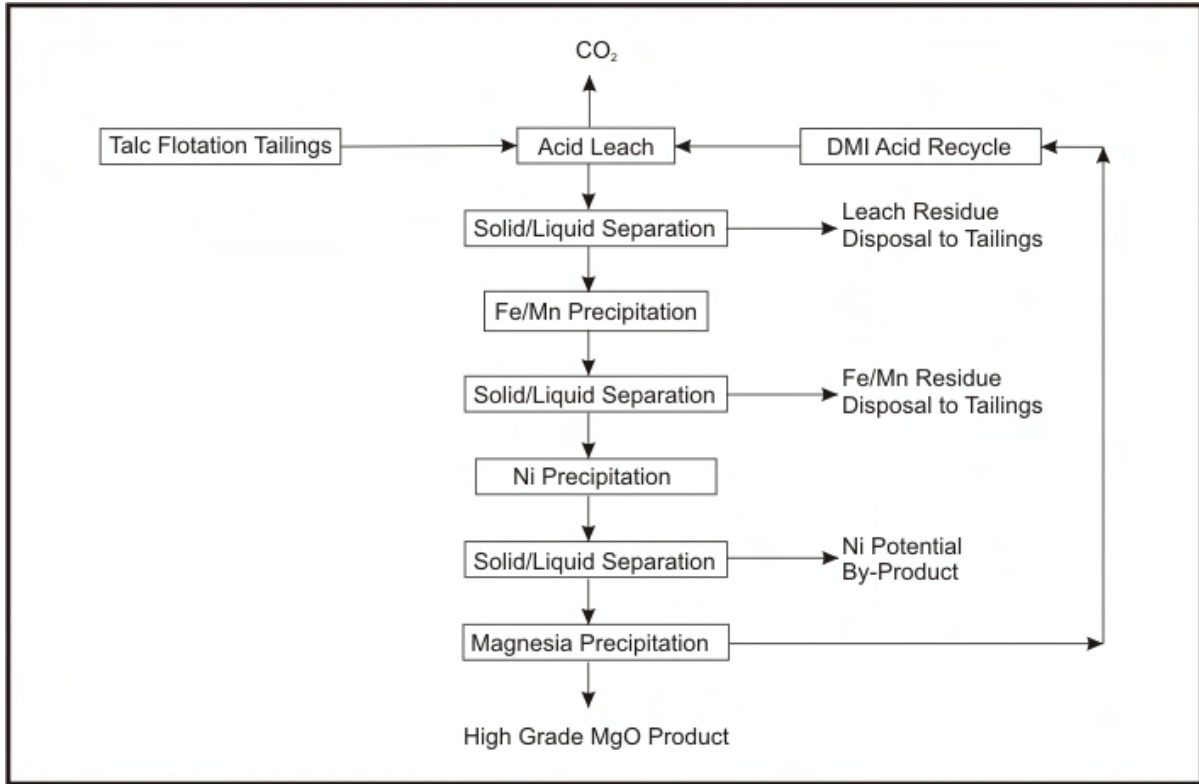 CO₂
Talc Flotation Tailings
Acid Leach
DMI Acid Recycle
Solid/Liquid Separation
Leach Residue
Disposal to Tailings
Fe/Mn Precipitation
Solid/Liquid Separation
Fe/Mn Residue
Disposal to Tailings
Ni Precipitation
Solid/Liquid Separation
Ni Potential
By-Product
Magnesia Precipitation
High Grade MgO Product